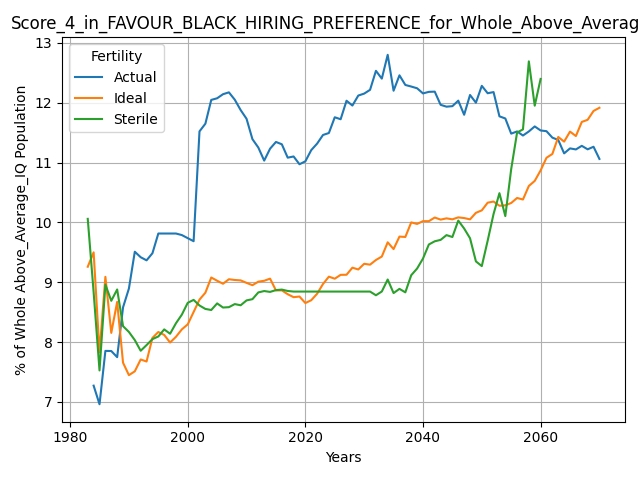 Score_4_in_FAVOUR_BLACK_HIRING_PREFERENCE_for_Whole_Above_Averag
Fertility
Actual
Ideal
Sterile
% of Whole Above_Average_IQ Population
13
12
11
10
9
8
7
1980
2000
2020
2040
2060
Years